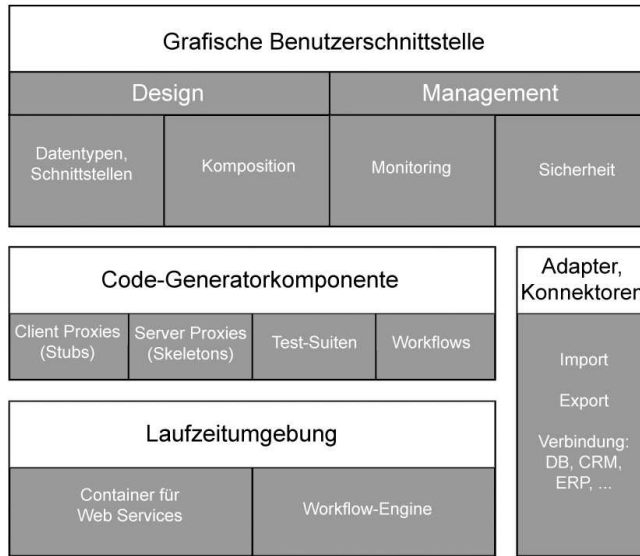 Grafische Benutzerschnittstelle
Design
Management
Datentypen,
Schnittstellen
Komposition
Monitoring
Sicherheit
Code-Generatorkomponente
Client Proxies
(Stubs)
Server Proxies
(Skeletons)
Test-Suiten
Workflows
Laufzeitumgebung
Container für
Web Services
Workflow-Engine
Adapter,
Konnektoren
Import
Export
Verbindung:
DB, CRM,
ERP, ...